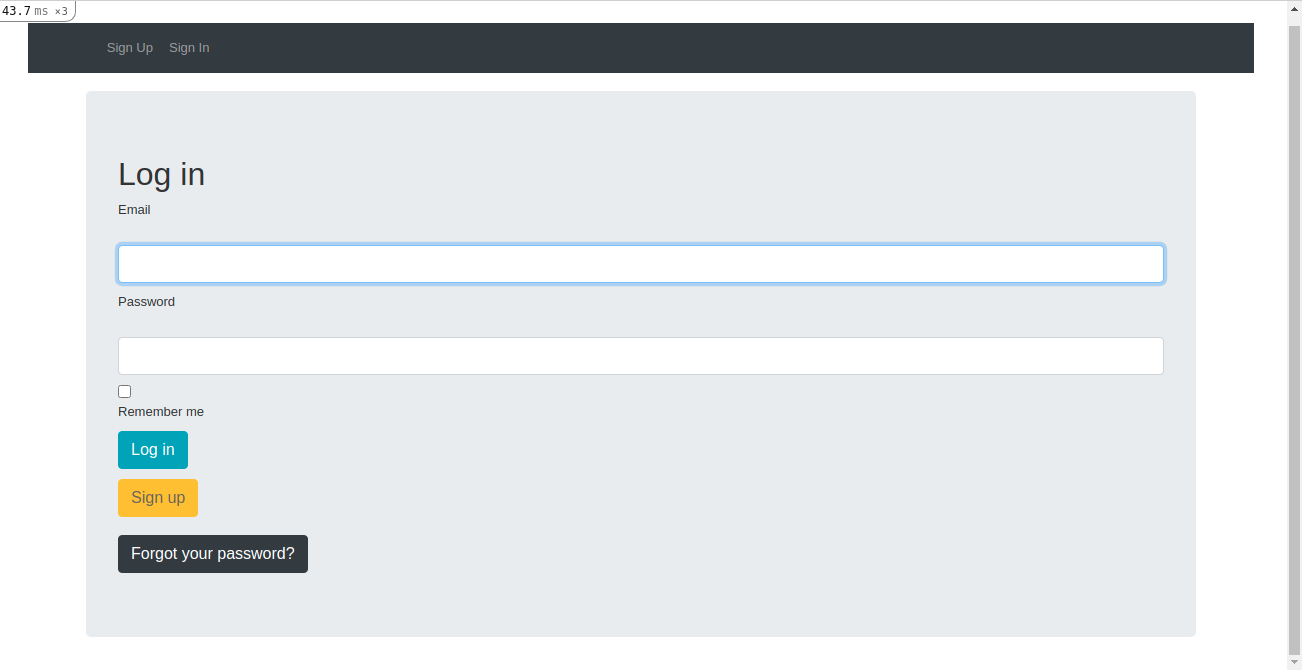 43.7 ms ×3
Sign Up Sign In
Log in
Email
Password
Remember me
Log in
Sign up
Forgot your password?